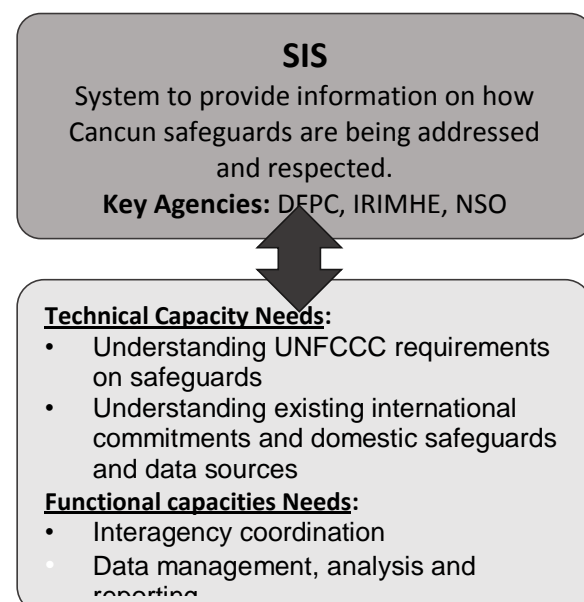 SIS
System to provide information on how
Cancun safeguards are being addressed
and respected.
Key Agencies: DFPC, IRIMHE, NSO
Technical Capacity Needs:
• Understanding UNFCCC requirements
on safeguards
• Understanding existing international
commitments and domestic safeguards
and data sources
Functional capacities Needs:
• Interagency coordination
• Data management, analysis and
reporting